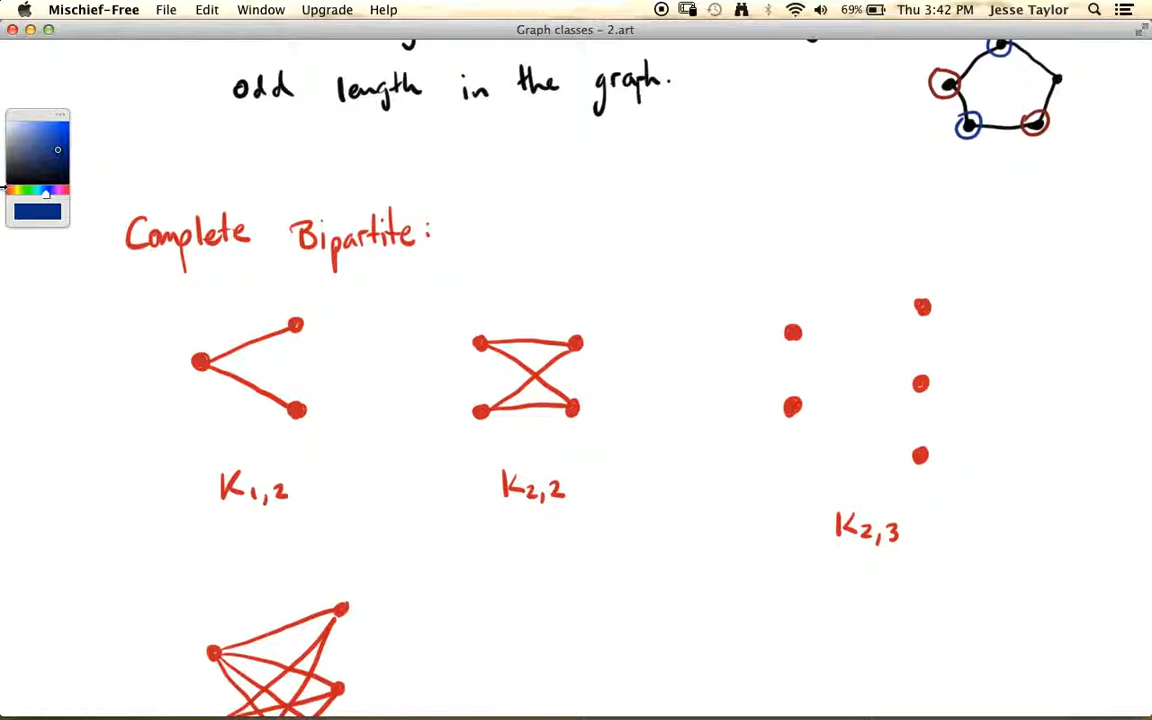 Mischief-Free File Edit Window Upgrade Help 69% Thu 3:42 PM Jesse Taylor
Graph classes - 2.art
odd length in the graph.
Complete Bipartite:
K1,2
K2,2
K2,3